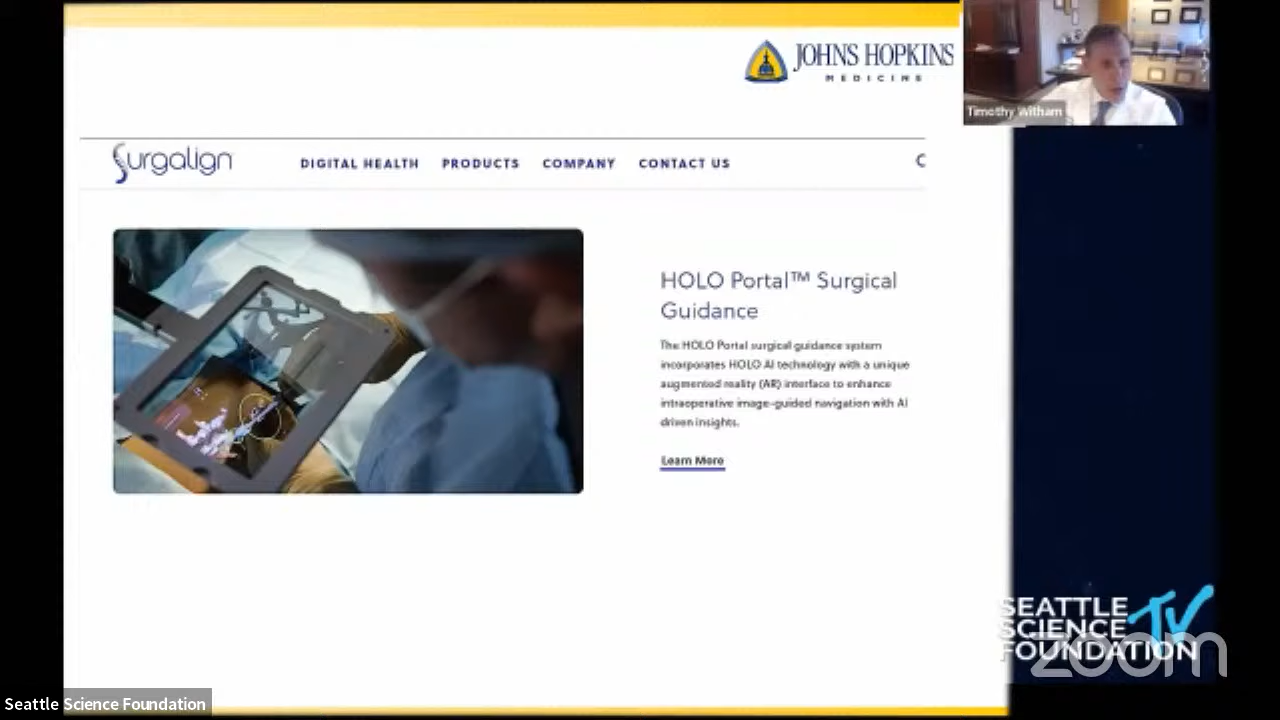 JOHNS HOPKINS
MEDICINE
Timothy Witham
Surgalign
DIGITAL HEALTH PRODUCTS COMPANY CONTACT US
HOLO Portal™ Surgical
Guidance
The HOLO Portal surgical guidance system
incorporates HOLO AI technology with a unique
augmented reality (AR) interface to enhance
intraoperative image-guided navigation with AI
driven insights.
Learn More
SEATTLE
SCIENCE
FOUNDATION
TV
zoom
Seattle Science Foundation